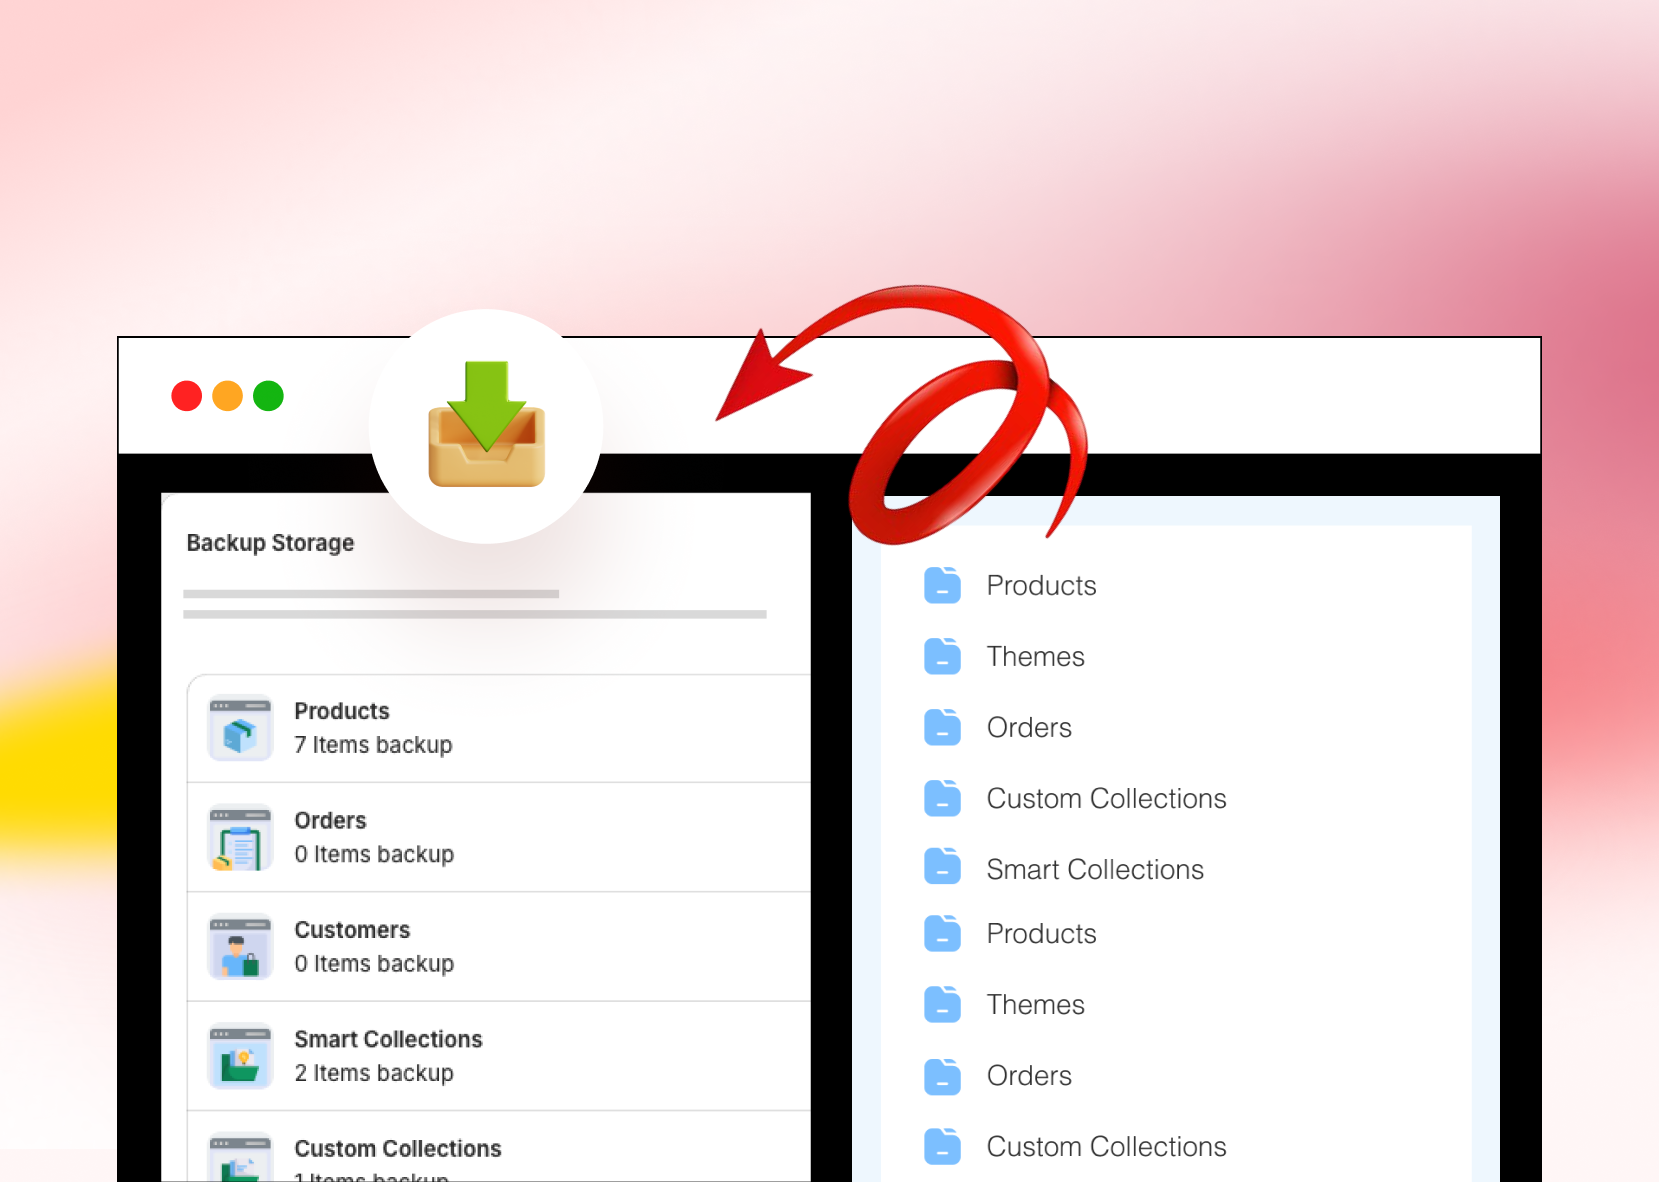 Backup Storage
Products
7 Items backup
Orders
0 Items backup
Customers
0 Items backup
Smart Collections
2 Items backup
Custom Collections
1 Items backup
Products
Themes
Orders
Custom Collections
Smart Collections
Products
Themes
Orders
Custom Collections